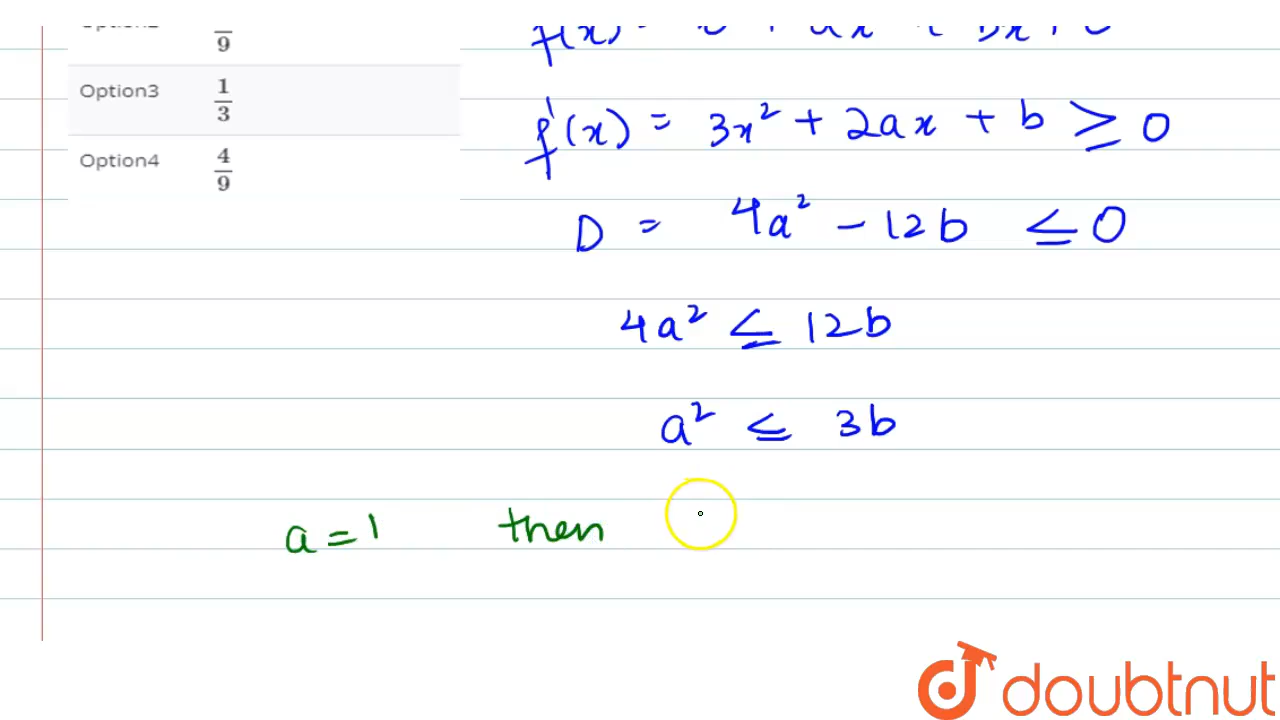 9
Option3 1/3
Option4 4/9
f'(x) = 3x² + 2ax + b ≥ 0
D = 4a² - 12b ≤ 0
4a² ≤ 12b
a² ≤ 3b
a = 1 then
doubtnut